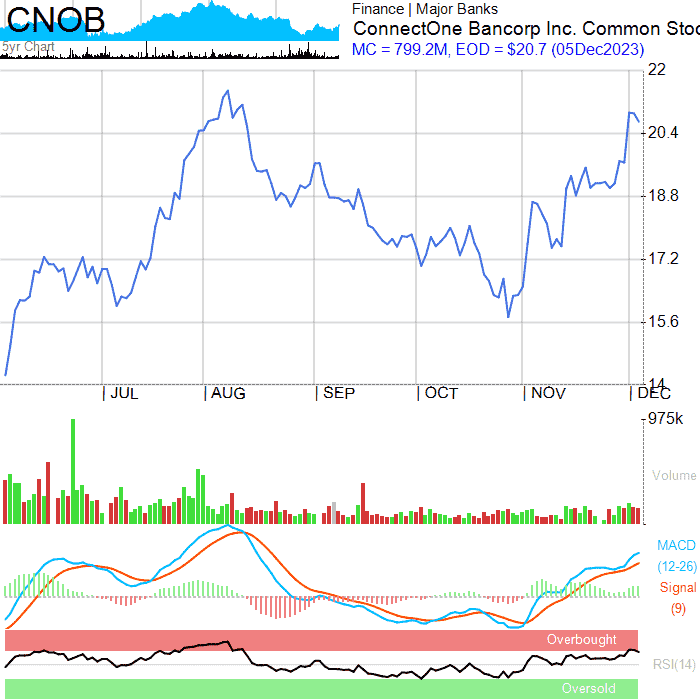 CNOB
5yr Chart
Finance | Major Banks
ConnectOne Bancorp Inc. Common Stoc
MC = 799.2M, EOD = $20.7 (05Dec2023)
22
20.4
18.8
17.2
15.6
14
| JUL | AUG | SEP | OCT | NOV | DEC
975k
Volume
MACD
(12-26)
Signal
(9)
Overbought
RSI(14)
Oversold